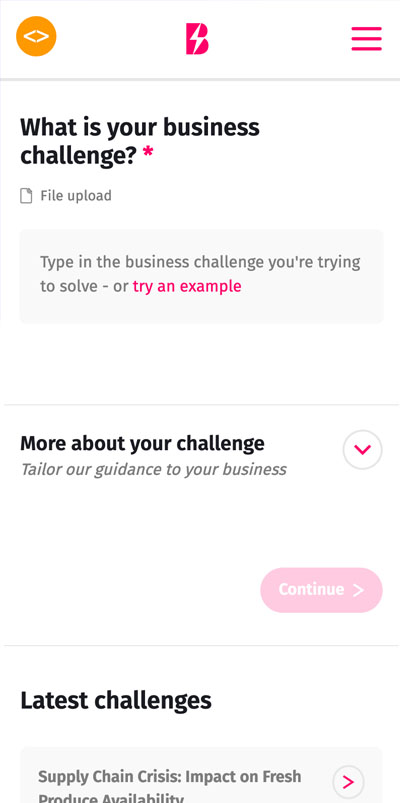 What is your business
challenge? *
File upload
Type in the business challenge you're trying
to solve - or try an example
More about your challenge
Tailor our guidance to your business
Continue >
Latest challenges
Supply Chain Crisis: Impact on Fresh
Produce Availability